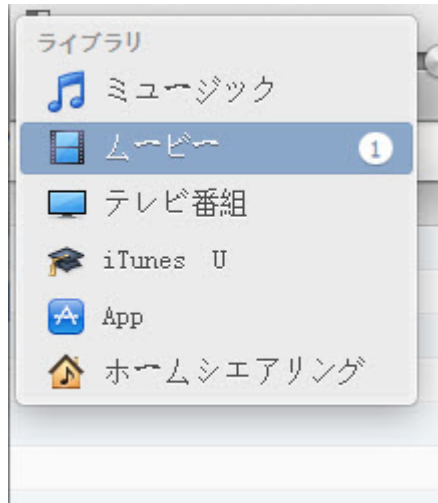 ライブラリ
ミュージック
ムービー 1
テレビ番組
iTunes U
App
ホームシェアリング